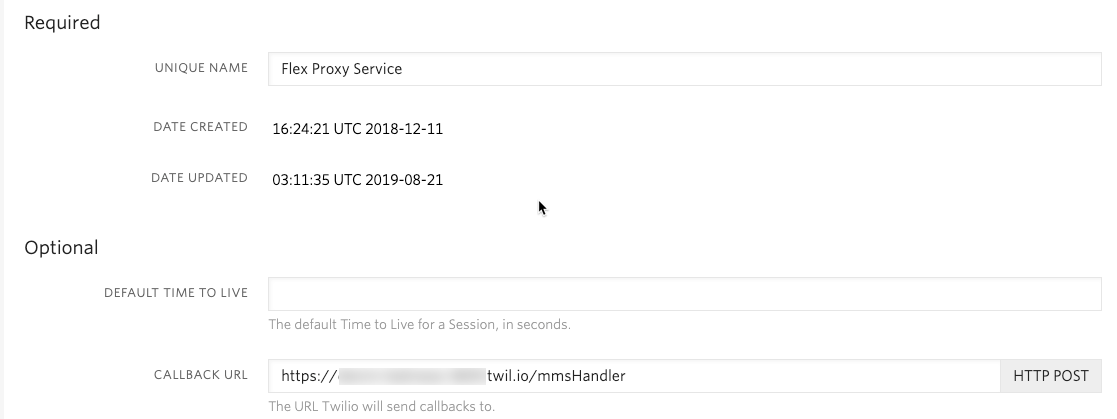 Required
UNIQUE NAME Flex Proxy Service
DATE CREATED 16:24:21 UTC 2018-12-11
DATE UPDATED 03:11:35 UTC 2019-08-21
Optional
DEFAULT TIME TO LIVE
The default Time to Live for a Session, in seconds.
CALLBACK URL https:// twil.io/mmsHandler HTTP POST
The URL Twilio will send callbacks to.